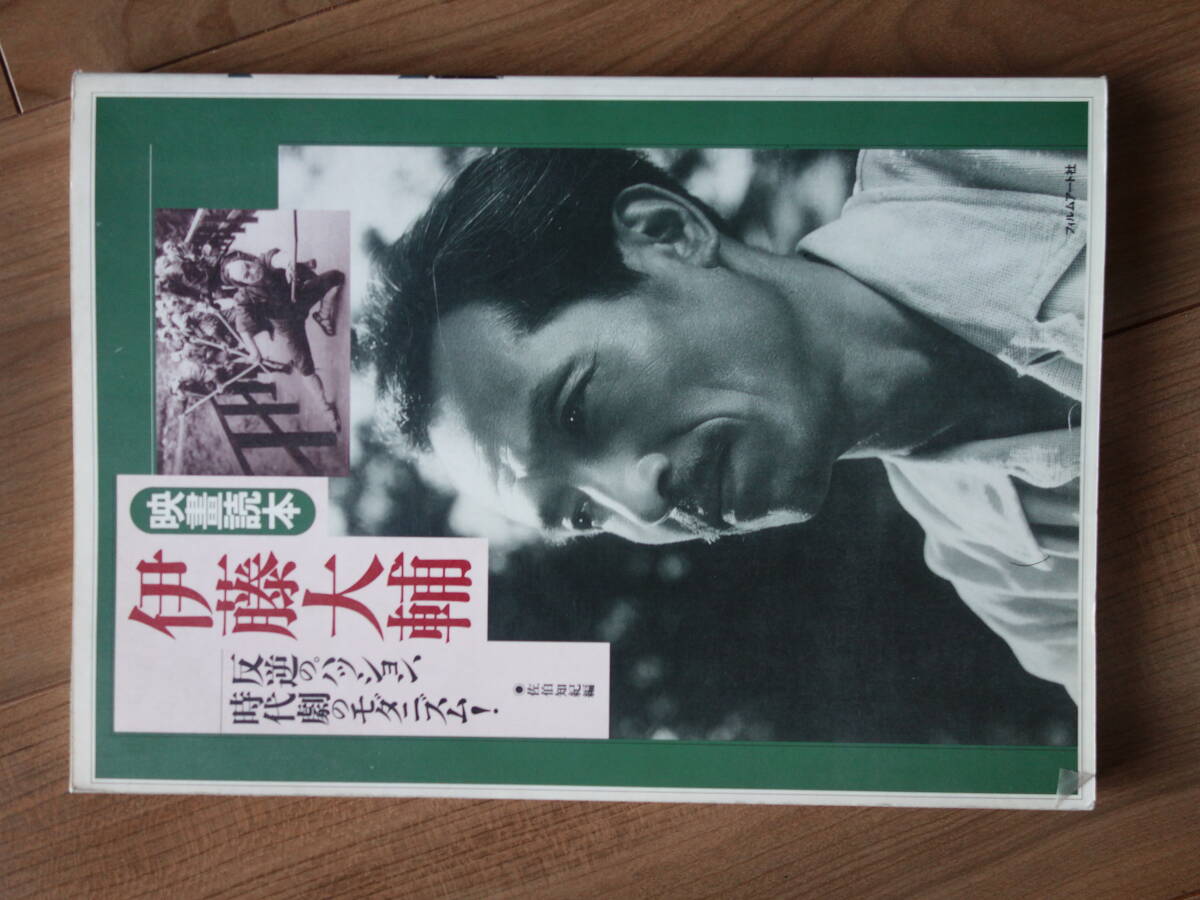 映畫読本
伊藤大輔
反逆のパッション、
時代劇のモダニズム！
●佐伯知紀編
フィルムアート社